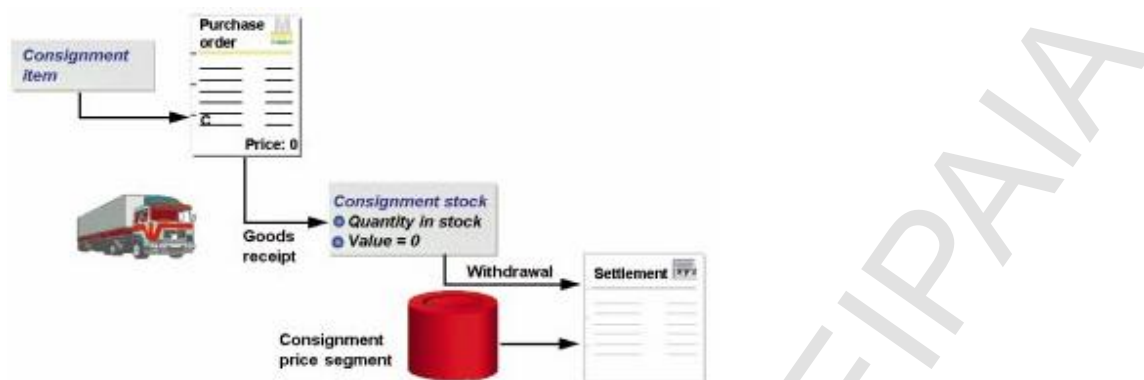 Purchase
order
Consignment
item
C
Price: 0
Consignment stock
Quantity in stock
Value = 0
Goods
receipt
Withdrawal
Settlement
Consignment
price segment
EIPAIA